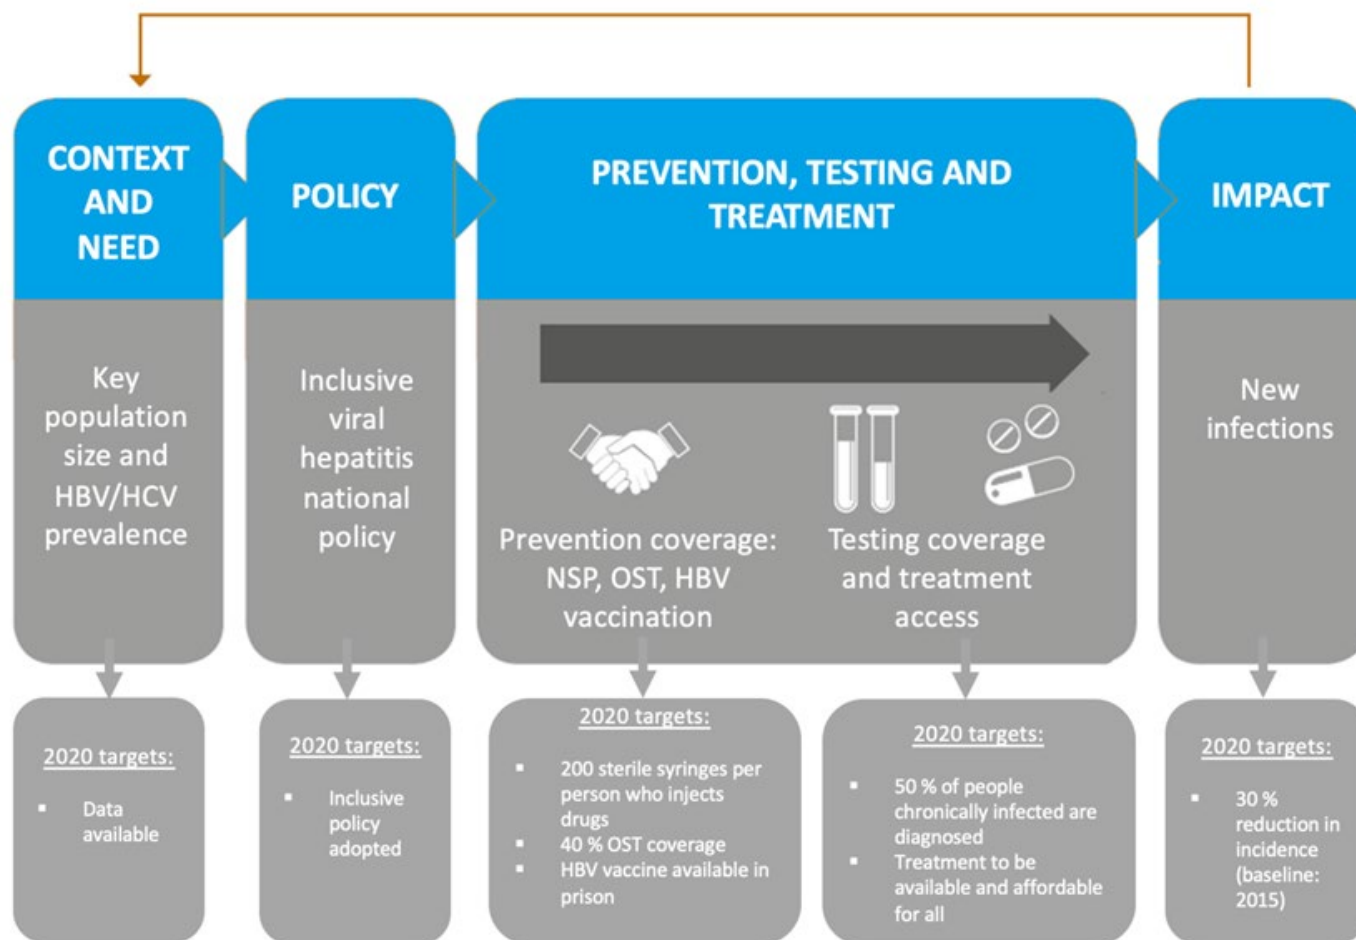 CONTEXT
AND
NEED
POLICY
PREVENTION, TESTING AND
TREATMENT
IMPACT
Key
population
size and
HBV/HCV
prevalence
Inclusive
viral
hepatitis
national
policy
Prevention coverage:
NSP, OST, HBV
vaccination
Testing coverage
and treatment
access
New
infections
2020 targets:
▪ Data
available
2020 targets:
▪ Inclusive
policy
adopted
2020 targets:
▪ 200 sterile syringes per
person who injects
drugs
▪ 40 % OST coverage
▪ HBV vaccine available in
prison
2020 targets:
▪ 50 % of people
chronically infected are
diagnosed
▪ Treatment to be
available and affordable
for all
2020 targets:
▪ 30 %
reduction in
incidence
(baseline:
2015)